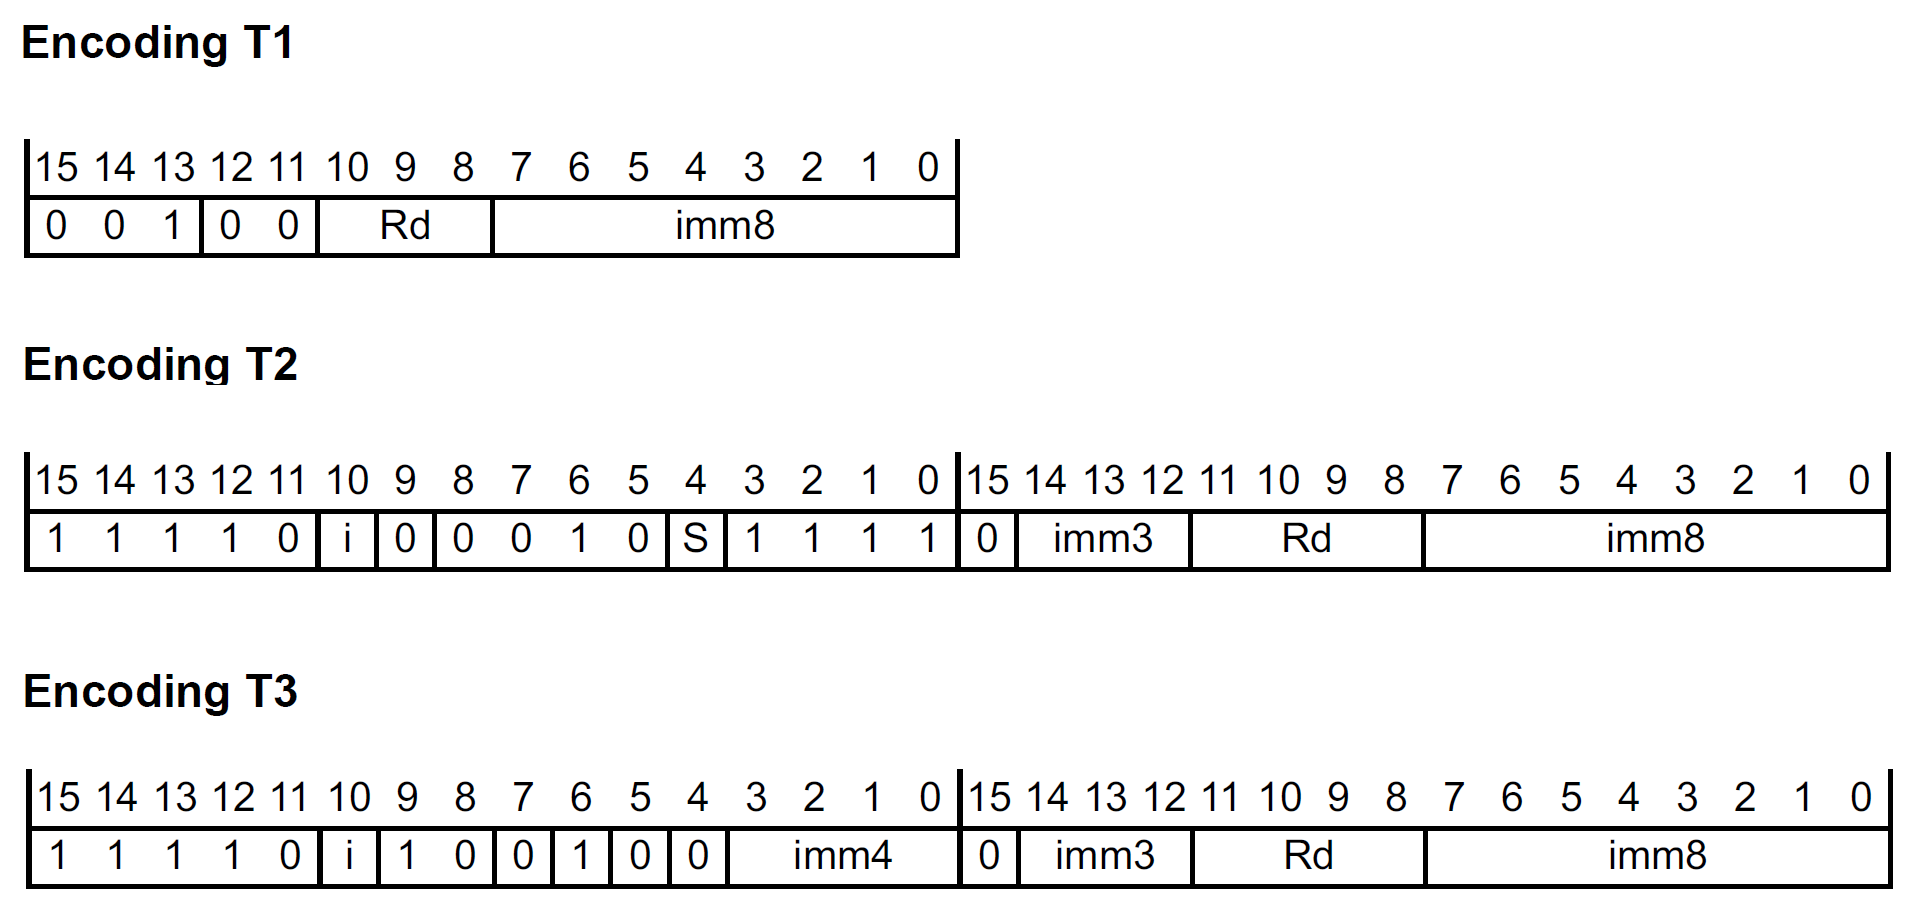 Encoding T1
15 14 13 12 11 10 9 8 7 6 5 4 3 2 1 0
0 0 1 0 0 Rd imm8
Encoding T2
15 14 13 12 11 10 9 8 7 6 5 4 3 2 1 0 15 14 13 12 11 10 9 8 7 6 5 4 3 2 1 0
1 1 1 1 0 i 0 0 0 1 0 S 1 1 1 1 0 imm3 Rd imm8
Encoding T3
15 14 13 12 11 10 9 8 7 6 5 4 3 2 1 0 15 14 13 12 11 10 9 8 7 6 5 4 3 2 1 0
1 1 1 1 0 i 1 0 0 1 0 0 imm4 0 imm3 Rd imm8